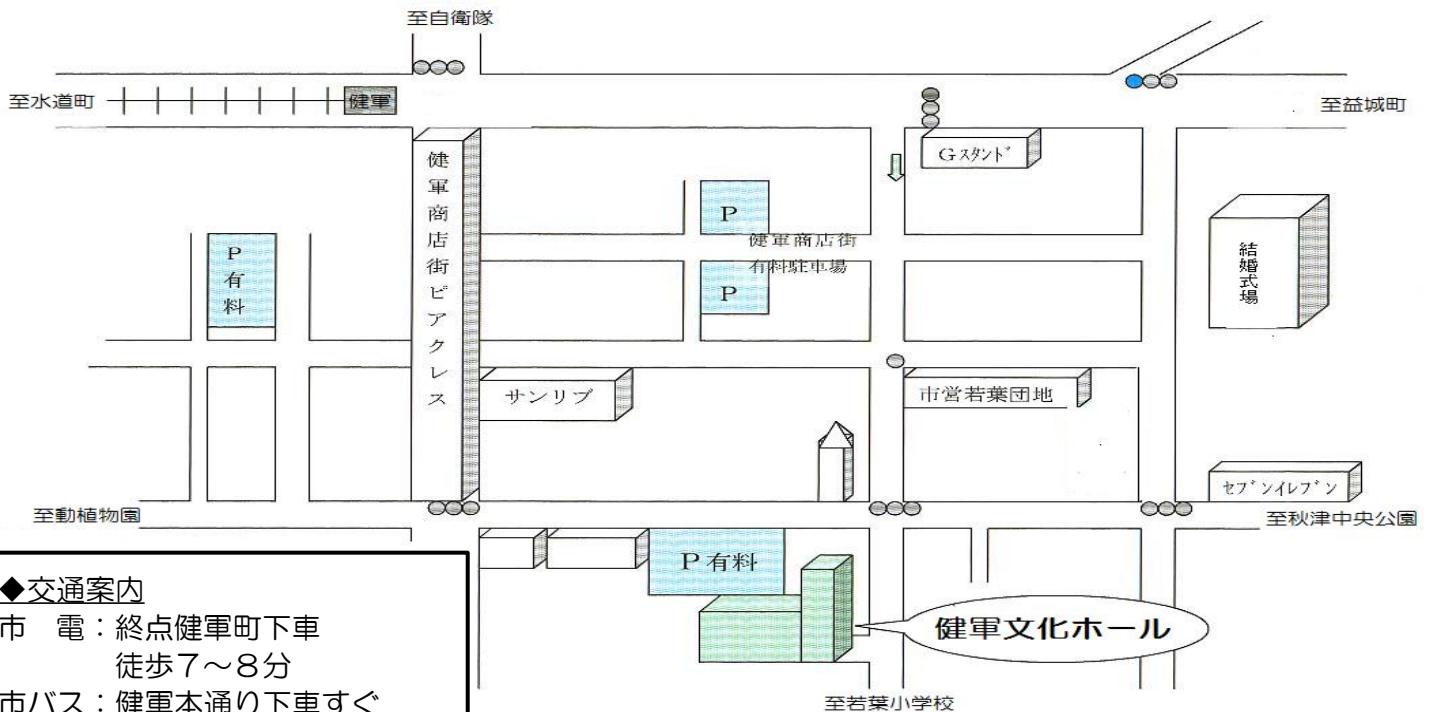 至自衛隊
至水道町
健軍
至益城町
Gスタンド
健軍商店街ピアクレス
P
健軍商店街
有料駐車場
P
P
有
料
結婚式場
サンリブ
市営若葉団地
セブンイレブン
至動植物園
至秋津中央公園
P有料
健軍文化ホール
◆交通案内
市　電：終点健軍町下車
徒歩7～8分
市バス：健軍本通り下車すぐ
至若葉小学校